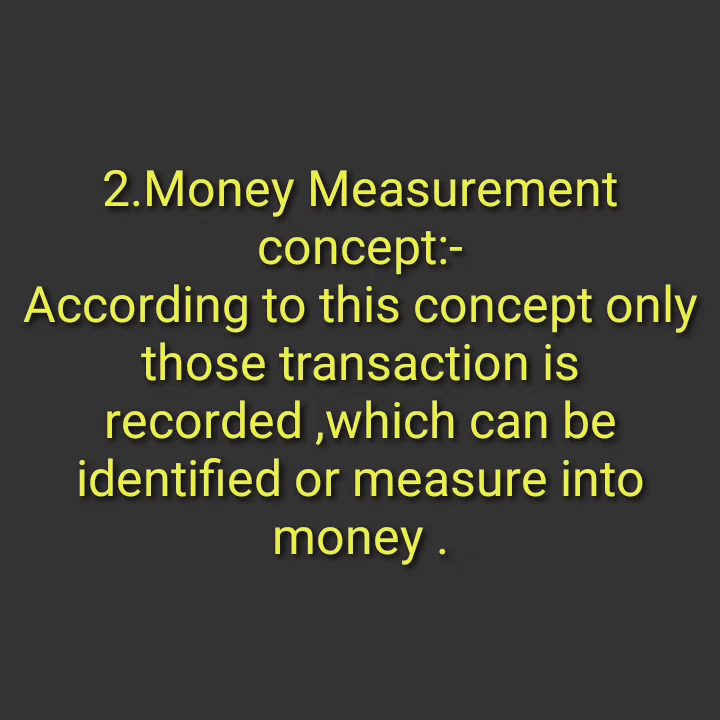 2.Money Measurement
concept:-
According to this concept only
those transaction is
recorded ,which can be
identified or measure into
money .